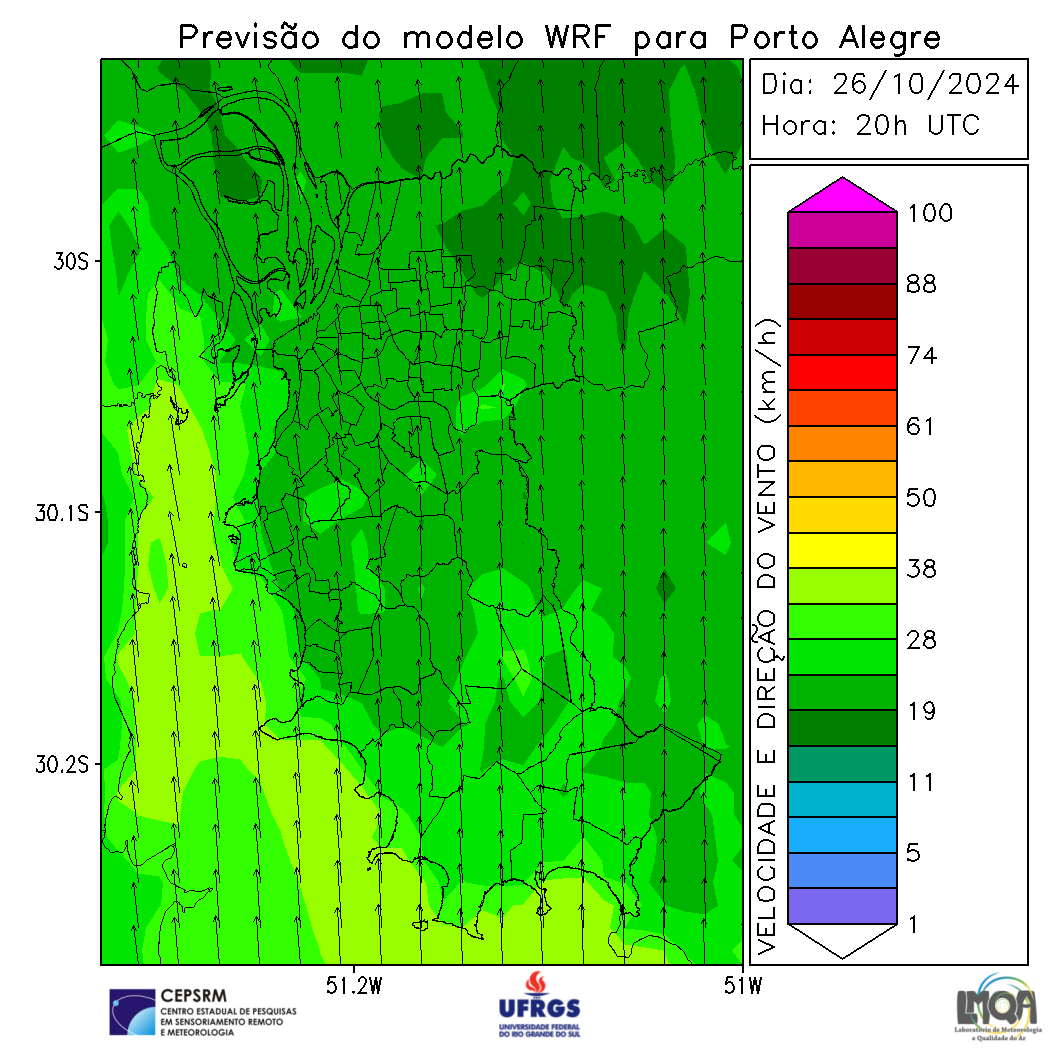 Previsão do modelo WRF para Porto Alegre
Dia: 26/10/2024
Hora: 20h UTC
30S
30.1S
30.2S
51.2W
51W
VELOCIDADE E DIREÇÃO DO VENTO (km/h)
100
88
74
61
50
38
28
19
11
5
1
CEPSRM
CENTRO ESTADUAL DE PESQUISAS
EM SENSORIAMENTO REMOTO
E METEOROLOGIA
UFRGS
UNIVERSIDADE FEDERAL
DO RIO GRANDE DO SUL
LMQA
Laboratório de Meteorologia
e Qualidade do Ar